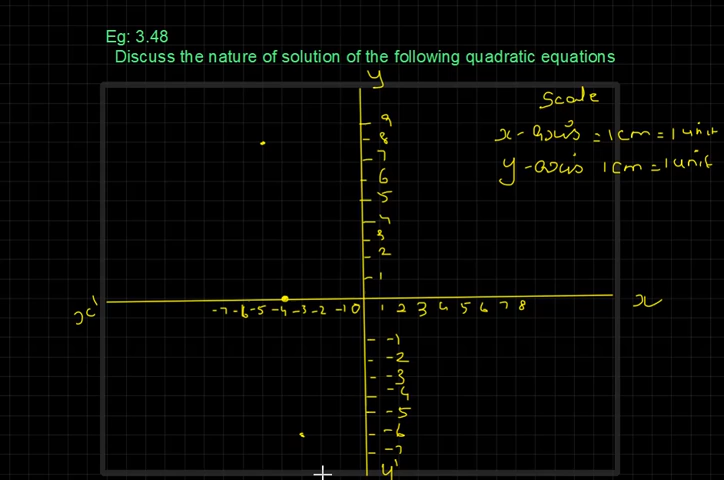 Eg: 3.48
Discuss the nature of solution of the following quadratic equations
Y
Scale
x-axis = 1cm = 1 unit
y-axis 1cm = 1 unit
9
8
7
6
5
4
3
2
1
x' x
-7 -6 -5 -4 -3 -2 -1 0 1 2 3 4 5 6 7 8
-1
-2
-3
-4
-5
-6
-7
y'